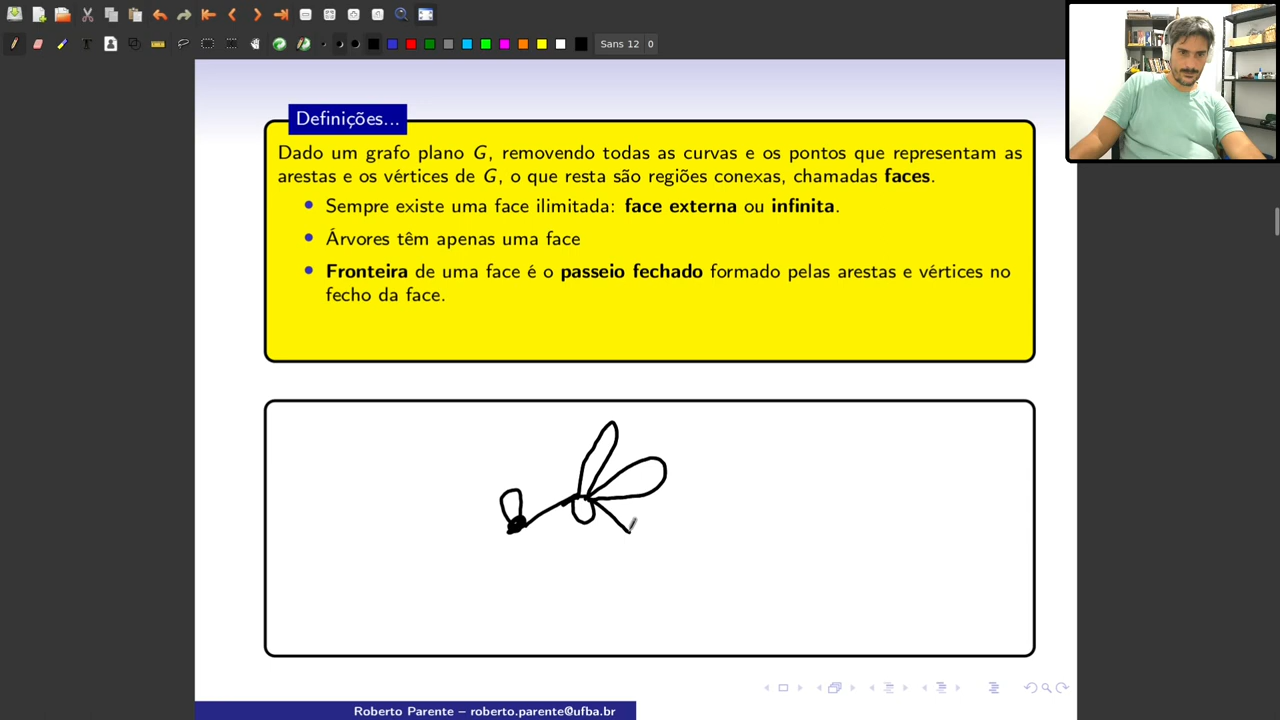 Sans 12
0
Definições...
Dado um grafo plano G, removendo todas as curvas e os pontos que representam as
arestas e os vértices de G, o que resta são regiões conexas, chamadas faces.
Sempre existe uma face ilimitada: face externa ou infinita.
Árvores têm apenas uma face
Fronteira de uma face é o passeio fechado formado pelas arestas e vértices no
fecho da face.
Roberto Parente – roberto.parente@ufba.br